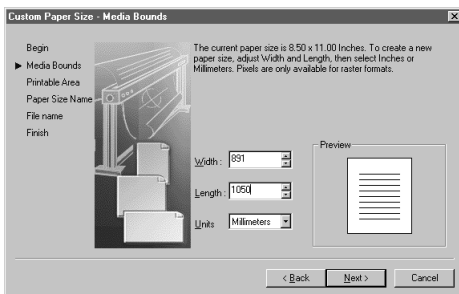 Custom Paper Size - Media Bounds
Begin
Media Bounds
Printable Area
Paper Size Name
File name
Finish
The current paper size is 8.50 x 11.00 Inches. To create a new
paper size, adjust Width and Length, then select Inches or
Millimeters. Pixels are only available for raster formats.
Width : 891
Length : 1050
Units Millimeters
Preview
< Back Next > Cancel